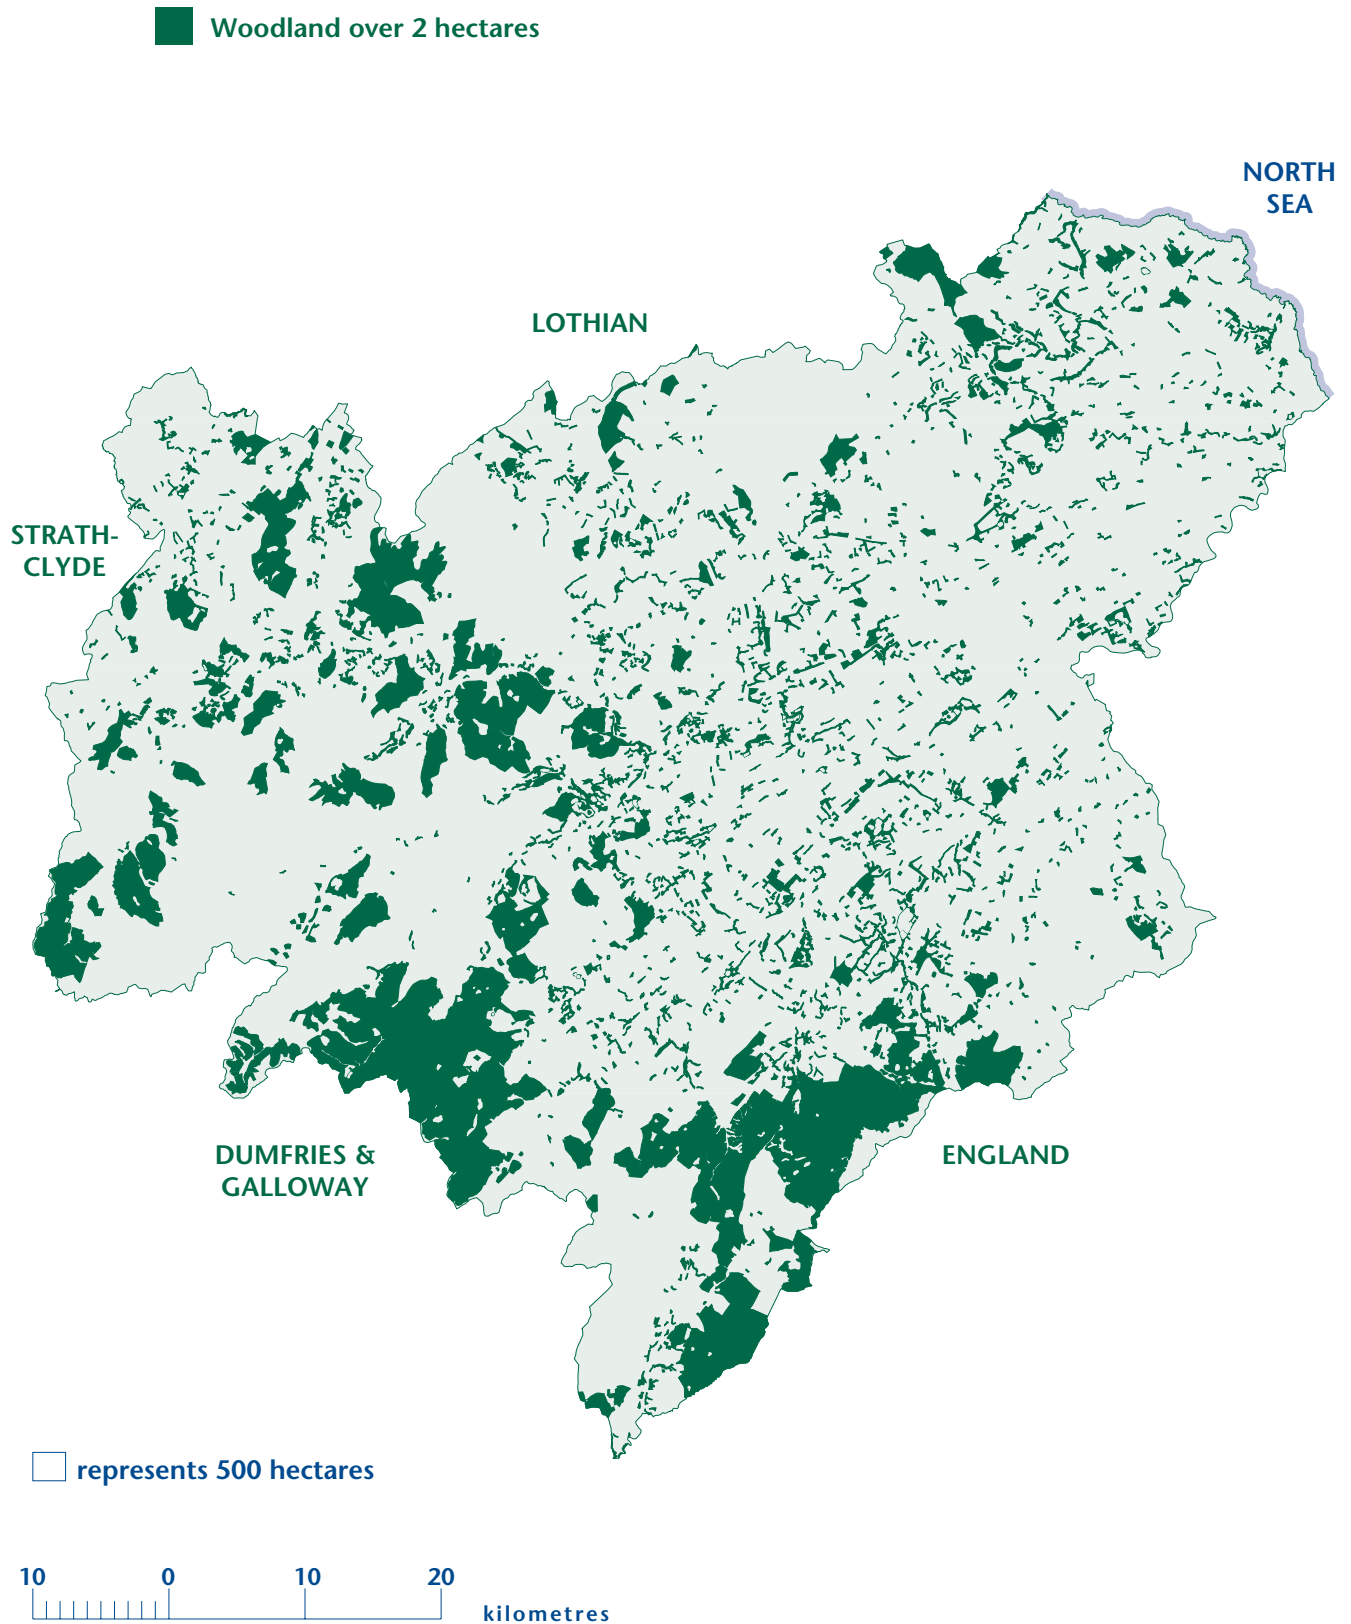 Woodland over 2 hectares
NORTH
SEA
LOTHIAN
STRATH-
CLYDE
DUMFRIES &
GALLOWAY
ENGLAND
represents 500 hectares
10 0 10 20
kilometres